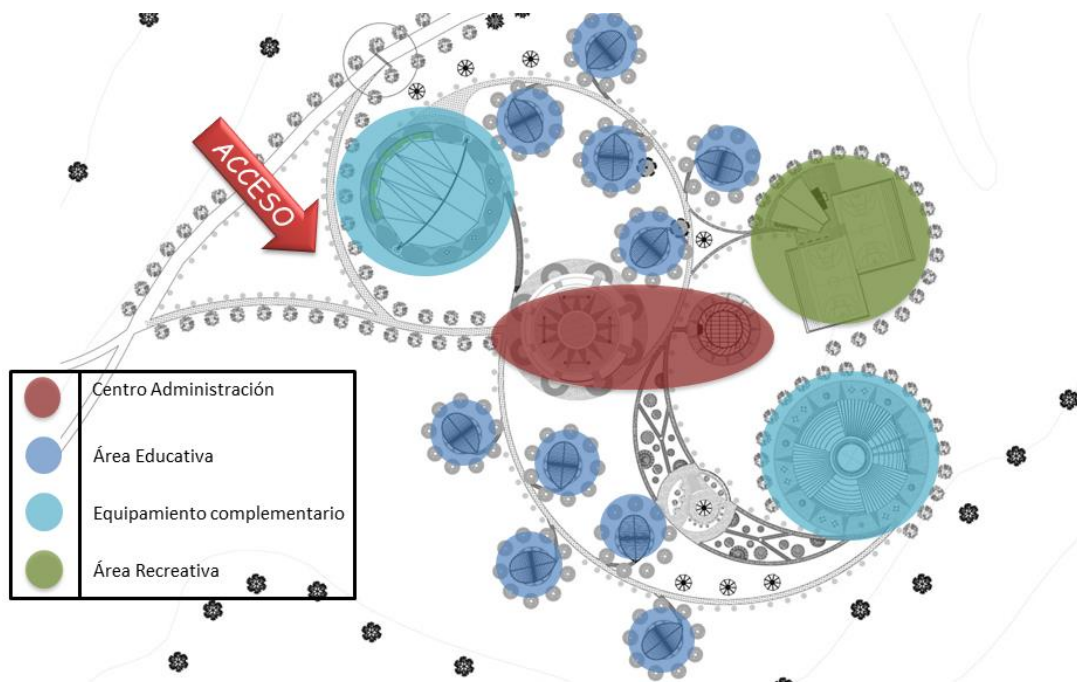 ACCESO
Centro Administración
Área Educativa
Equipamiento complementario
Área Recreativa